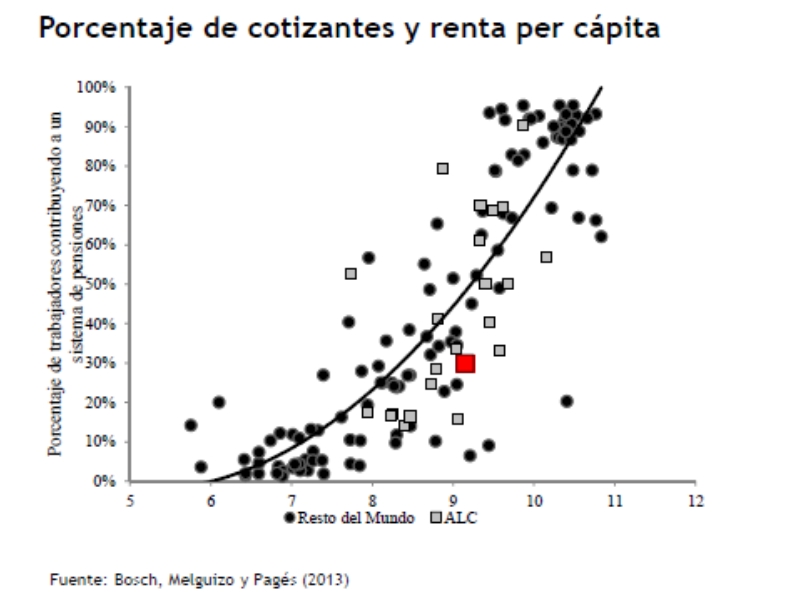 Porcentaje de cotizantes y renta per cápita
Porcentaje de trabajadores contribuyendo a un
sistema de pensiones
100%
90%
80%
70%
60%
50%
40%
30%
20%
10%
0%
5 6 7 8 9 10 11 12
Resto del Mundo ALC
Fuente: Bosch, Melguizo y Pagés (2013)